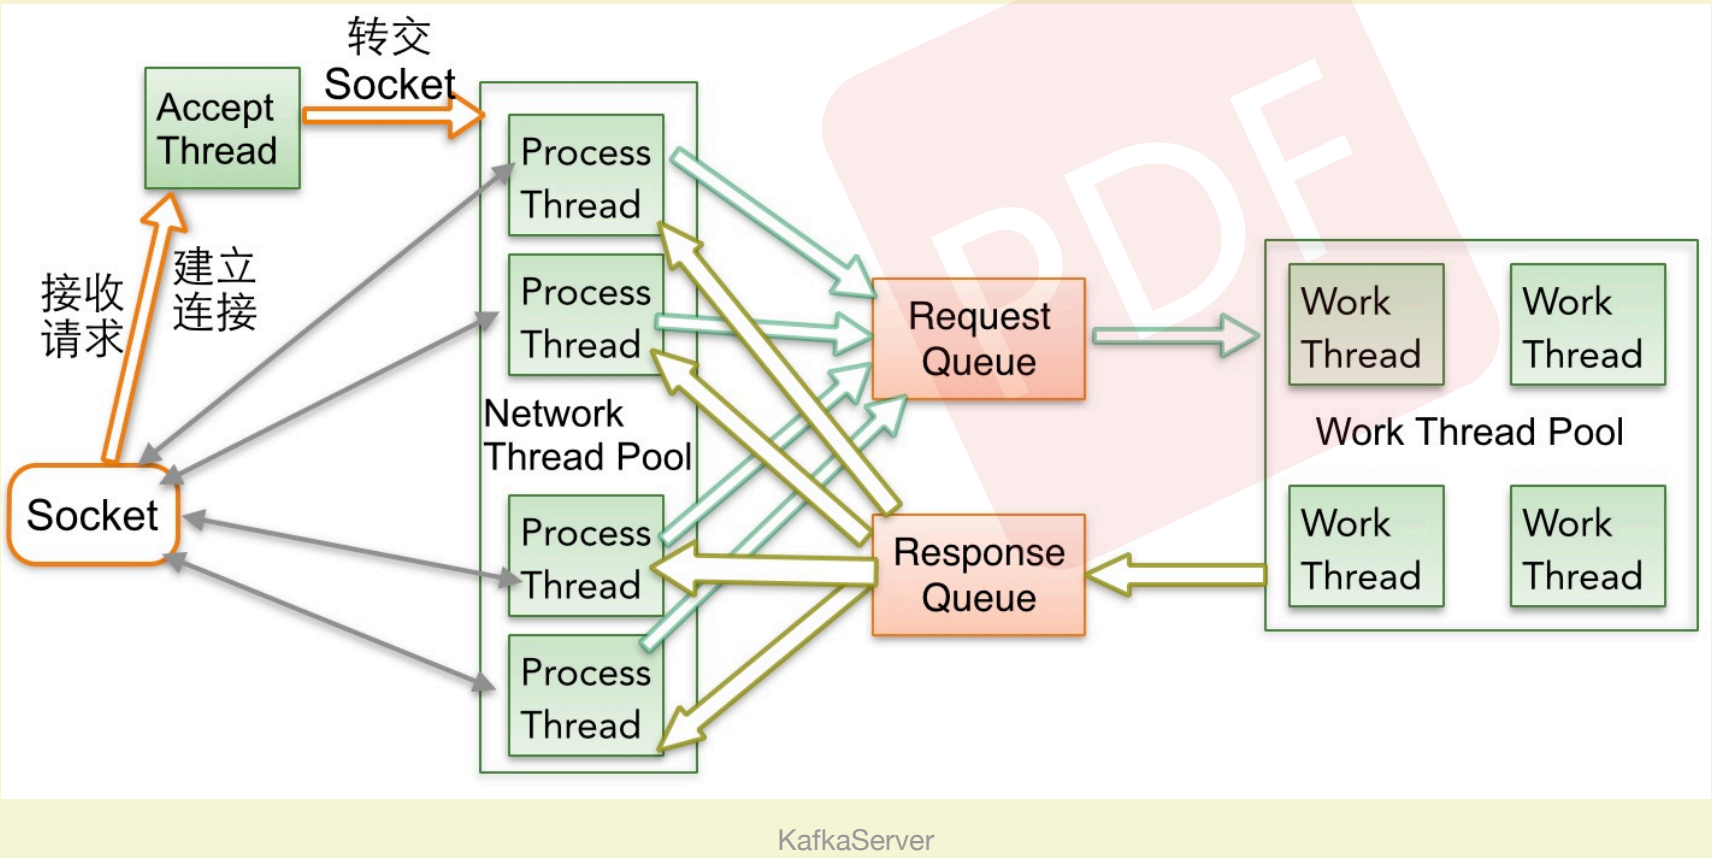 转交
Socket
Accept
Thread
接收
请求
建立
连接
Socket
Process
Thread
Process
Thread
Network
Thread Pool
Process
Thread
Process
Thread
Request
Queue
Response
Queue
Work
Thread
Work
Thread
Work Thread Pool
Work
Thread
Work
Thread
PDF
KafkaServer